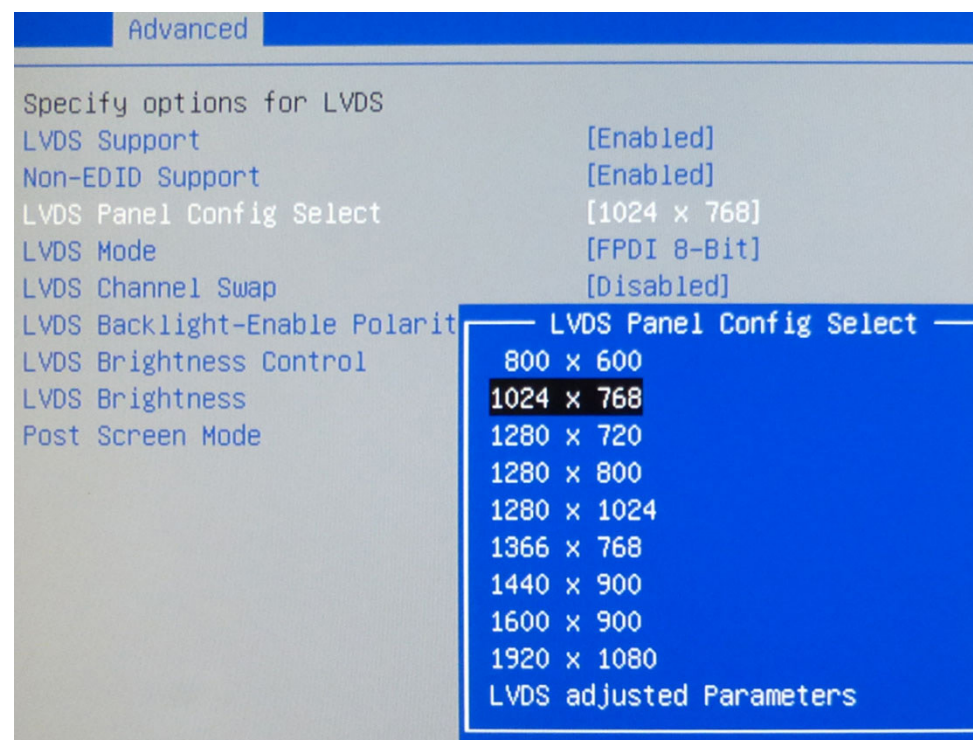 Advanced
Specify options for LVDS
LVDS Support [Enabled]
Non-EDID Support [Enabled]
LVDS Panel Config Select [1024 x 768]
LVDS Mode [FPDI 8-Bit]
LVDS Channel Swap [Disabled]
LVDS Backlight-Enable Polarit
LVDS Brightness Control
LVDS Brightness
Post Screen Mode
LVDS Panel Config Select
800 x 600
1024 x 768
1280 x 720
1280 x 800
1280 x 1024
1366 x 768
1440 x 900
1600 x 900
1920 x 1080
LVDS adjusted Parameters